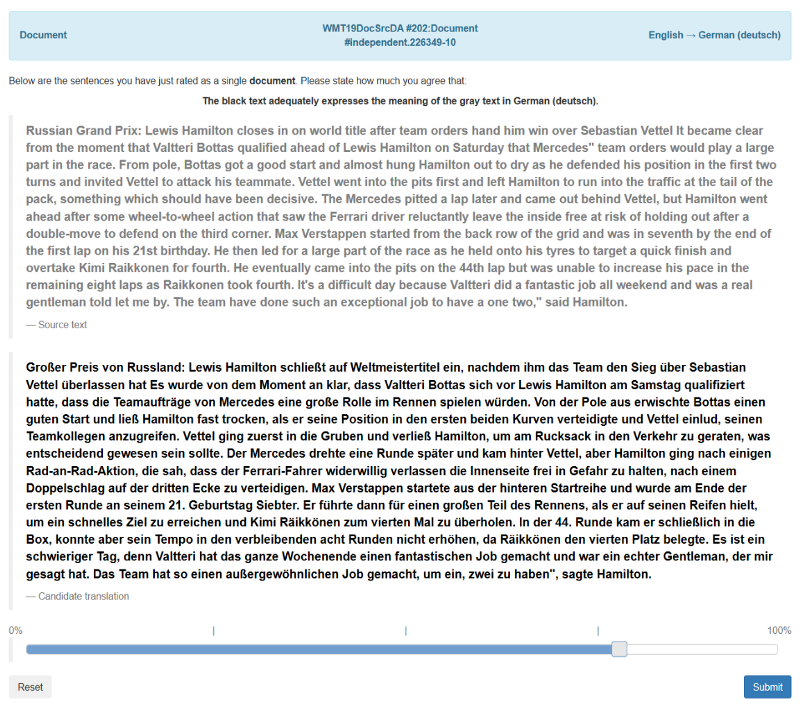 Document
WMT19DocSrcDA #202:Document
#independent.226349-10
English → German (deutsch)
Below are the sentences you have just rated as a single document. Please state how much you agree that:
The black text adequately expresses the meaning of the gray text in German (deutsch).
Russian Grand Prix: Lewis Hamilton closes in on world title after team orders hand him win over Sebastian Vettel It became clear
from the moment that Valtteri Bottas qualified ahead of Lewis Hamilton on Saturday that Mercedes" team orders would play a large
part in the race. From pole, Bottas got a good start and almost hung Hamilton out to dry as he defended his position in the first two
turns and invited Vettel to attack his teammate. Vettel went into the pits first and left Hamilton to run into the traffic at the tail of the
pack, something which should have been decisive. The Mercedes pitted a lap later and came out behind Vettel, but Hamilton went
ahead after some wheel-to-wheel action that saw the Ferrari driver reluctantly leave the inside free at risk of holding out after a
double-move to defend on the third corner. Max Verstappen started from the back row of the grid and was in seventh by the end of
the first lap on his 21st birthday. He then led for a large part of the race as he held onto his tyres to target a quick finish and
overtake Kimi Raikkonen for fourth. He eventually came into the pits on the 44th lap but was unable to increase his pace in the
remaining eight laps as Raikkonen took fourth. It's a difficult day because Valtteri did a fantastic job all weekend and was a real
gentleman told let me by. The team have done such an exceptional job to have a one two," said Hamilton.
— Source text
Großer Preis von Russland: Lewis Hamilton schließt auf Weltmeistertitel ein, nachdem ihm das Team den Sieg über Sebastian
Vettel überlassen hat Es wurde von dem Moment an klar, dass Valtteri Bottas sich vor Lewis Hamilton am Samstag qualifiziert
hatte, dass die Teamaufträge von Mercedes eine große Rolle im Rennen spielen würden. Von der Pole aus erwischte Bottas einen
guten Start und ließ Hamilton fast trocken, als er seine Position in den ersten beiden Kurven verteidigte und Vettel einlud, seinen
Teamkollegen anzugreifen. Vettel ging zuerst in die Gruben und verließ Hamilton, um am Rucksack in den Verkehr zu geraten, was
entscheidend gewesen sein sollte. Der Mercedes drehte eine Runde später und kam hinter Vettel, aber Hamilton ging nach einigen
Rad-an-Rad-Aktion, die sah, dass der Ferrari-Fahrer widerwillig verlassen die Innenseite frei in Gefahr zu halten, nach einem
Doppelschlag auf der dritten Ecke zu verteidigen. Max Verstappen startete aus der hinteren Startreihe und wurde am Ende der
ersten Runde an seinem 21. Geburtstag Siebter. Er führte dann für einen großen Teil des Rennens, als er auf seinen Reifen hielt,
um ein schnelles Ziel zu erreichen und Kimi Räikkönen zum vierten Mal zu überholen. In der 44. Runde kam er schließlich in die
Box, konnte aber sein Tempo in den verbleibenden acht Runden nicht erhöhen, da Räikkönen den vierten Platz belegte. Es ist ein
schwieriger Tag, denn Valtteri hat das ganze Wochenende einen fantastischen Job gemacht und war ein echter Gentleman, der mir
gesagt hat. Das Team hat so einen außergewöhnlichen Job gemacht, um ein, zwei zu haben", sagte Hamilton.
— Candidate translation
0%
100%
Reset
Submit